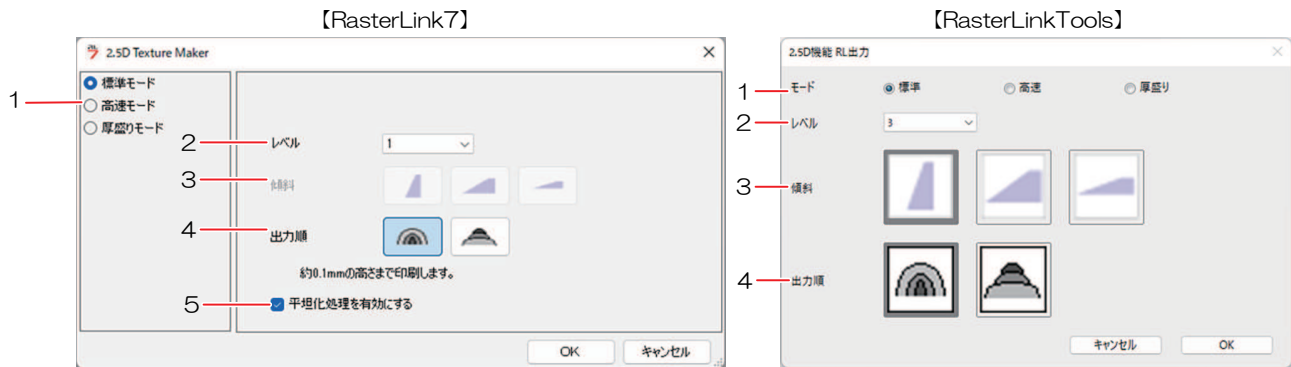 【RasterLink7】
2.5D Texture Maker
標準モード
1
高速モード
厚盛りモード
2
レベル
1
3
傾斜
4
出力順
約0.1mmの高さまで印刷します。
5
平坦化処理を有効にする
OK
キャンセル
【RasterLinkTools】
2.5D機能 RL出力
1
モード
標準
高速
厚盛り
2
レベル
3
3
傾斜
4
出力順
キャンセル
OK